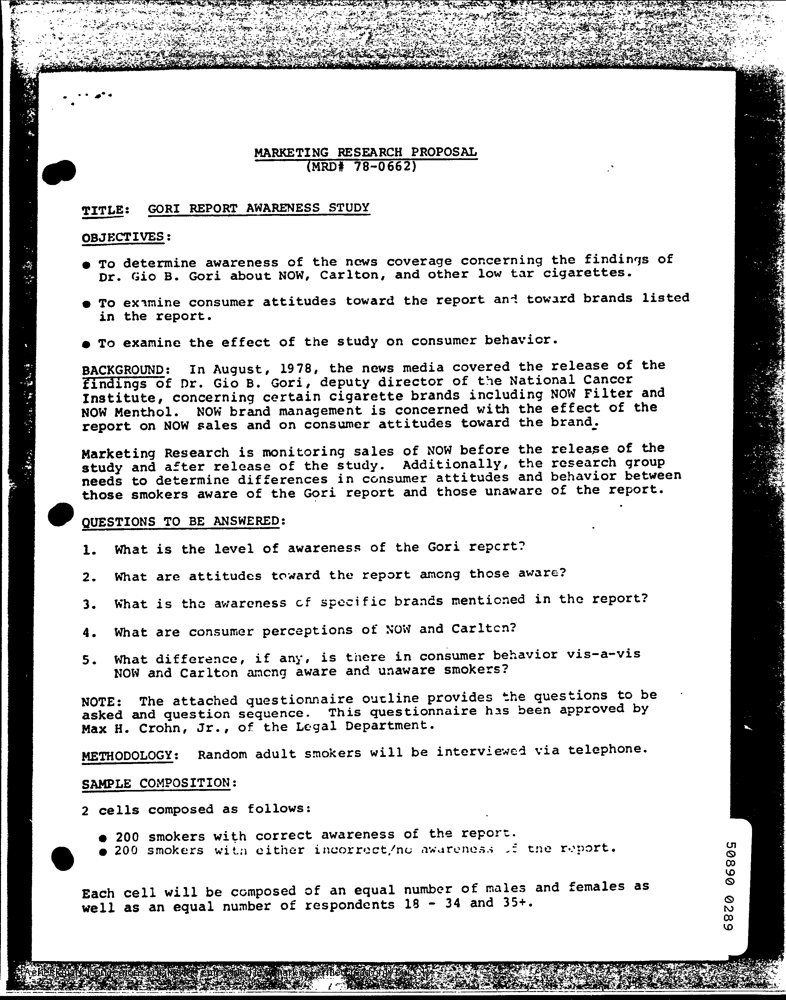 MARKETING RESEARCH PROPOSAL
(MRD# 78-0662)
TITLE: GORI REPORT AWARENESS STUDY
OBJECTIVES:
● To determine awareness of the news coverage concerning the findings of
Dr. Gio B. Gori about NOW, Carlton, and other low tar cigarettes.
● To examine consumer attitudes toward the report and toward brands listed
in the report.
● To examine the effect of the study on consumer behavior.
BACKGROUND: In August, 1978, the news media covered the release of the
findings of Dr. Gio B. Gori, deputy director of the National Cancer
Institute, concerning certain cigarette brands including NOW Filter and
NOW Menthol. NOW brand management is concerned with the effect of the
report on NOW sales and on consumer attitudes toward the brand.
Marketing Research is monitoring sales of NOW before the release of the
study and after release of the study. Additionally, the research group
needs to determine differences in consumer attitudes and behavior between
those smokers aware of the Gori report and those unaware of the report.
QUESTIONS TO BE ANSWERED:
1. What is the level of awareness of the Gori report?
2. What are attitudes toward the report among those aware?
3. What is the awareness of specific brands mentioned in the report?
4. What are consumer perceptions of NOW and Carlton?
5. What difference, if any, is there in consumer behavior vis-a-vis
NOW and Carlton among aware and unaware smokers?
NOTE: The attached questionnaire outline provides the questions to be
asked and question sequence. This questionnaire has been approved by
Max H. Crohn, Jr., of the Legal Department.
METHODOLOGY: Random adult smokers will be interviewed via telephone.
SAMPLE COMPOSITION:
2 cells composed as follows:
● 200 smokers with correct awareness of the report.
● 200 smokers with either incorrect/no awareness of the report.
Each cell will be composed of an equal number of males and females as
well as an equal number of respondents 18 - 34 and 35+.
50890 0289